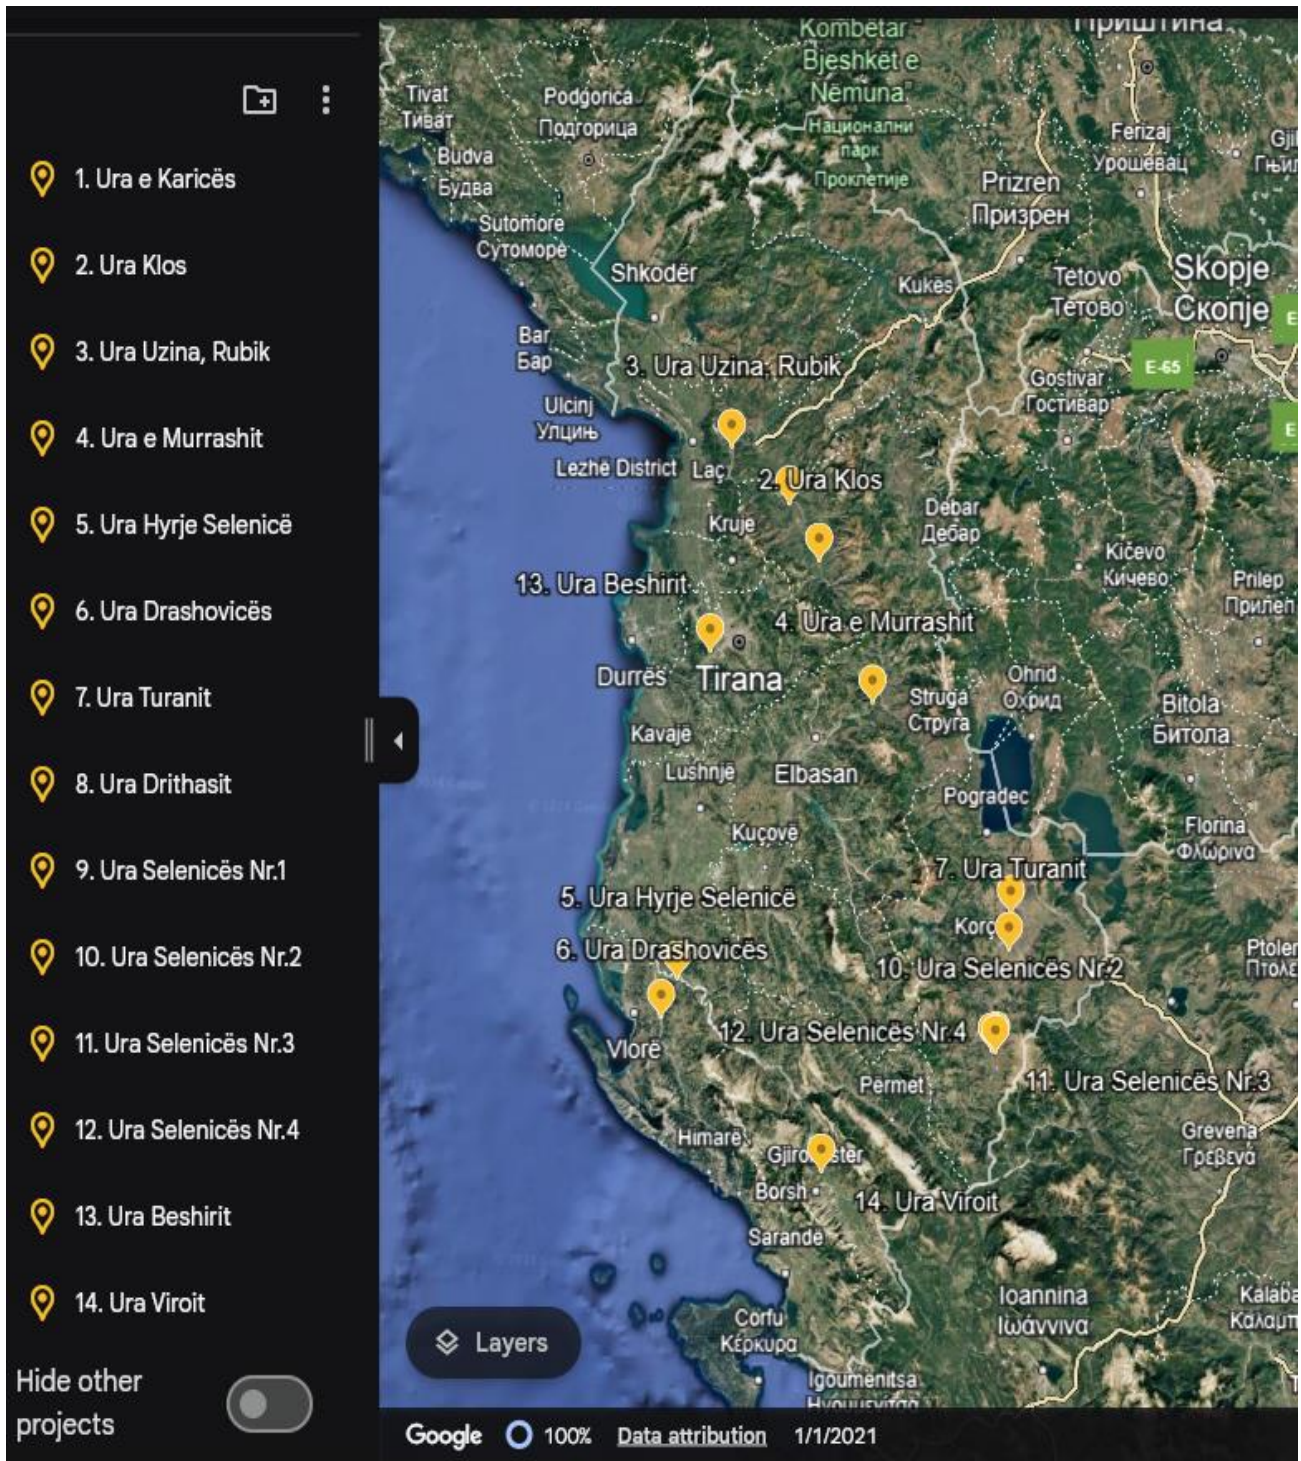 1. Ura e Karicës
2. Ura Klos
3. Ura Uzina, Rubik
4. Ura e Murrashit
5. Ura Hyrje Selenicë
6. Ura Drashovicës
7. Ura Turanit
8. Ura Drithasit
9. Ura Selenicës Nr.1
10. Ura Selenicës Nr.2
11. Ura Selenicës Nr.3
12. Ura Selenicës Nr.4
13. Ura Beshirit
14. Ura Viroit
Hide other
projects
Kombëtar
Bjeshkët e
Nëmuna
Национални
парк
Проклетије
Приштина
Tivat
Тиват
Podgorica
Подгорица
Budva
Будва
Ferizaj
Урошевац
Prizren
Призрен
Sutomore
Сутоморе
Shkodër
Kukës
Tetovo
Тетово
Skopje
Скопје
Bar
Бар
3. Ura Uzina, Rubik
E-65
Gostivar
Гостивар
Ulcinj
Улцињ
Lezhë District
Laç
2. Ura Klos
Kruje
Debar
Дебар
Kičevo
Кичево
Prilep
Прилеп
13. Ura Beshirit
4. Ura e Murrashit
Durrës
Tirana
Ohrid
Охрид
Struga
Струга
Bitola
Битола
Kavajë
Lushnjë
Elbasan
Pogradec
Kuçovë
Florina
Φλώρινα
7. Ura Turanit
5. Ura Hyrje Selenicë
6. Ura Drashovicës
10. Ura Selenicës Nr.2
12. Ura Selenicës Nr.4
Vlorë
Përmet
11. Ura Selenicës Nr.3
Himarë
Grevena
Γρεβενά
Borsh
14. Ura Viroit
Sarandë
Ioannina
Ιωάννινα
Corfu
Κέρκυρα
Igoumenitsa
Layers
Google
100%
Data attribution
1/1/2021